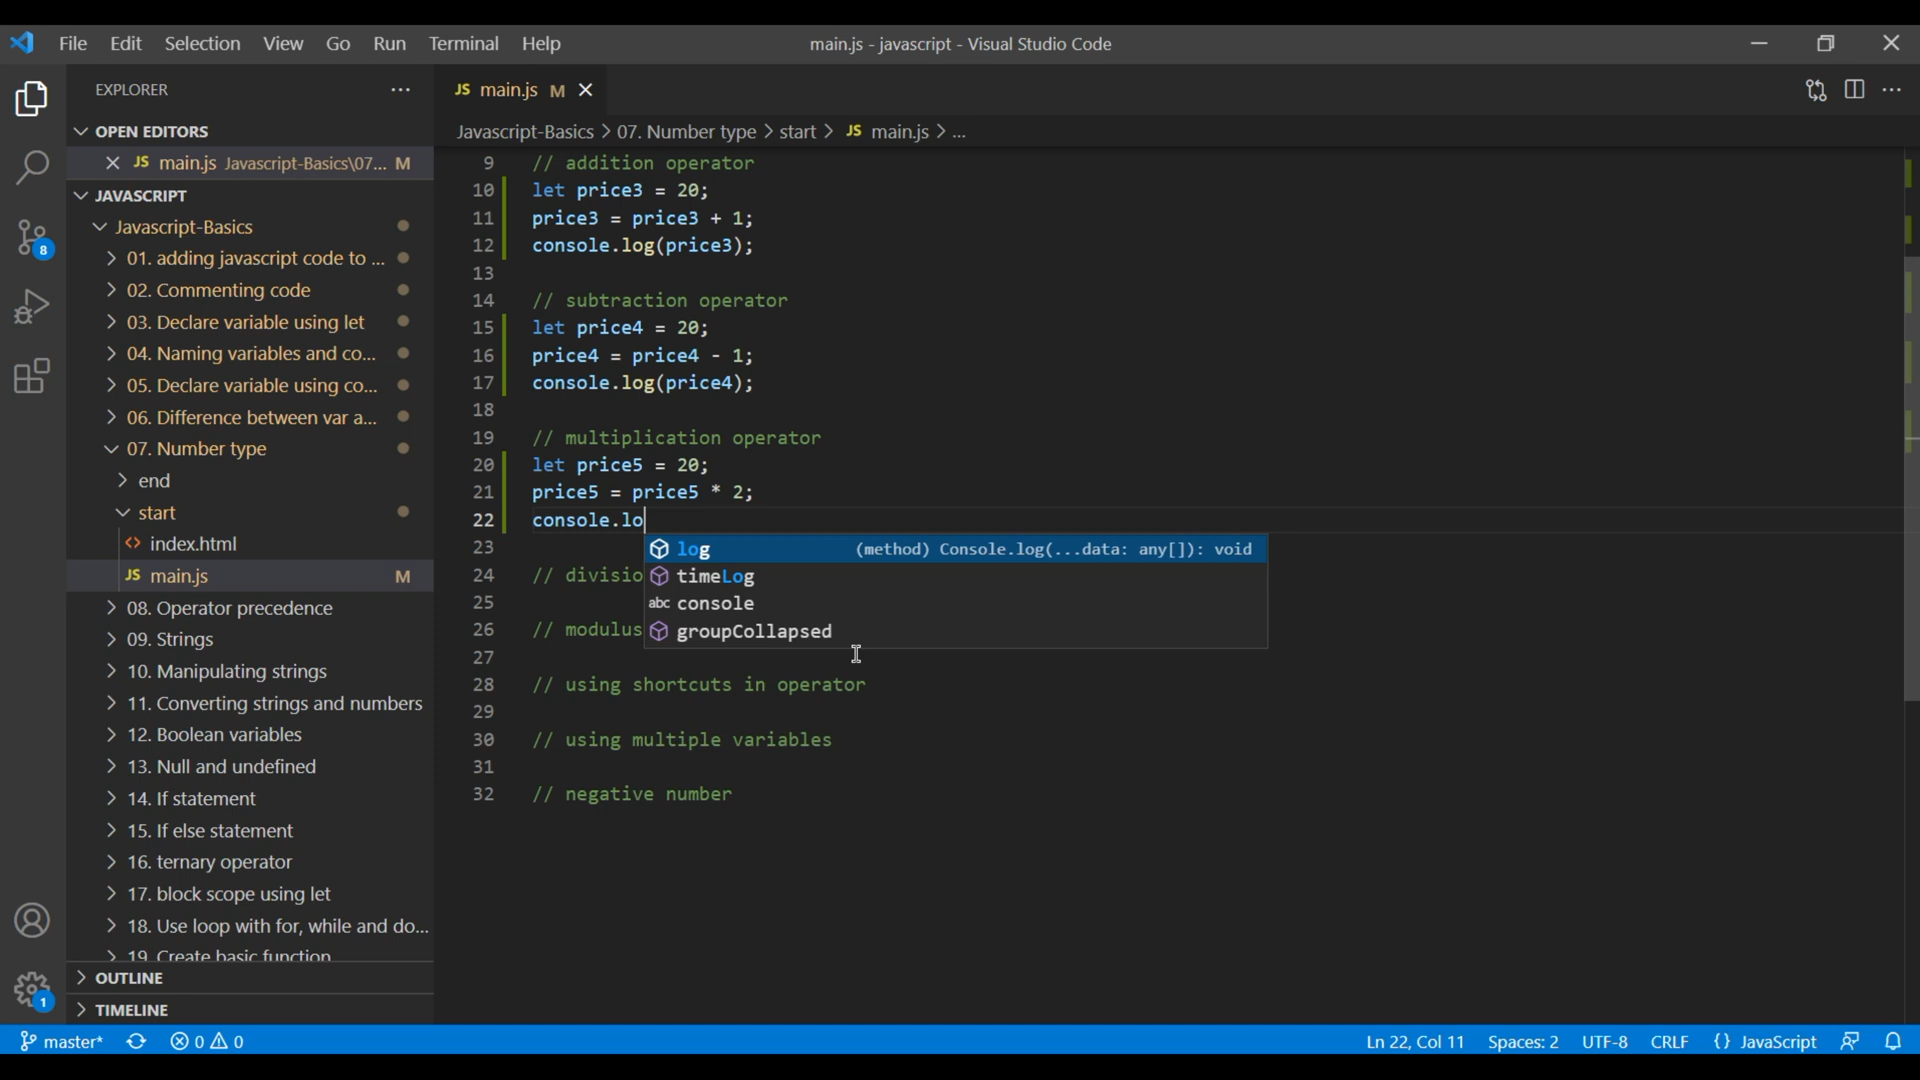 File Edit Selection View Go Run Terminal Help
main.js - javascript - Visual Studio Code
EXPLORER
OPEN EDITORS
JS main.js Javascript-Basics\07... M
JAVASCRIPT
Javascript-Basics
01. adding javascript code to ...
02. Commenting code
03. Declare variable using let
04. Naming variables and co...
05. Declare variable using co...
06. Difference between var a...
07. Number type
end
start
index.html
JS main.js M
08. Operator precedence
09. Strings
10. Manipulating strings
11. Converting strings and numbers
12. Boolean variables
13. Null and undefined
14. If statement
15. If else statement
16. ternary operator
17. block scope using let
18. Use loop with for, while and do...
19. Create basic function
OUTLINE
TIMELINE
8
1
JS main.js M
Javascript-Basics > 07. Number type > start > JS main.js > ...
9 // addition operator
10 let price3 = 20;
11 price3 = price3 + 1;
12 console.log(price3);
13
14 // subtraction operator
15 let price4 = 20;
16 price4 = price4 - 1;
17 console.log(price4);
18
19 // multiplication operator
20 let price5 = 20;
21 price5 = price5 * 2;
22 console.lo
23
24 // divisio
25
26 // modulus
27
28 // using shortcuts in operator
29
30 // using multiple variables
31
32 // negative number
log (method) Console.log(...data: any[]): void
timeLog
abc console
groupCollapsed
master* 0 0
Ln 22, Col 11 Spaces: 2 UTF-8 CRLF {} JavaScript